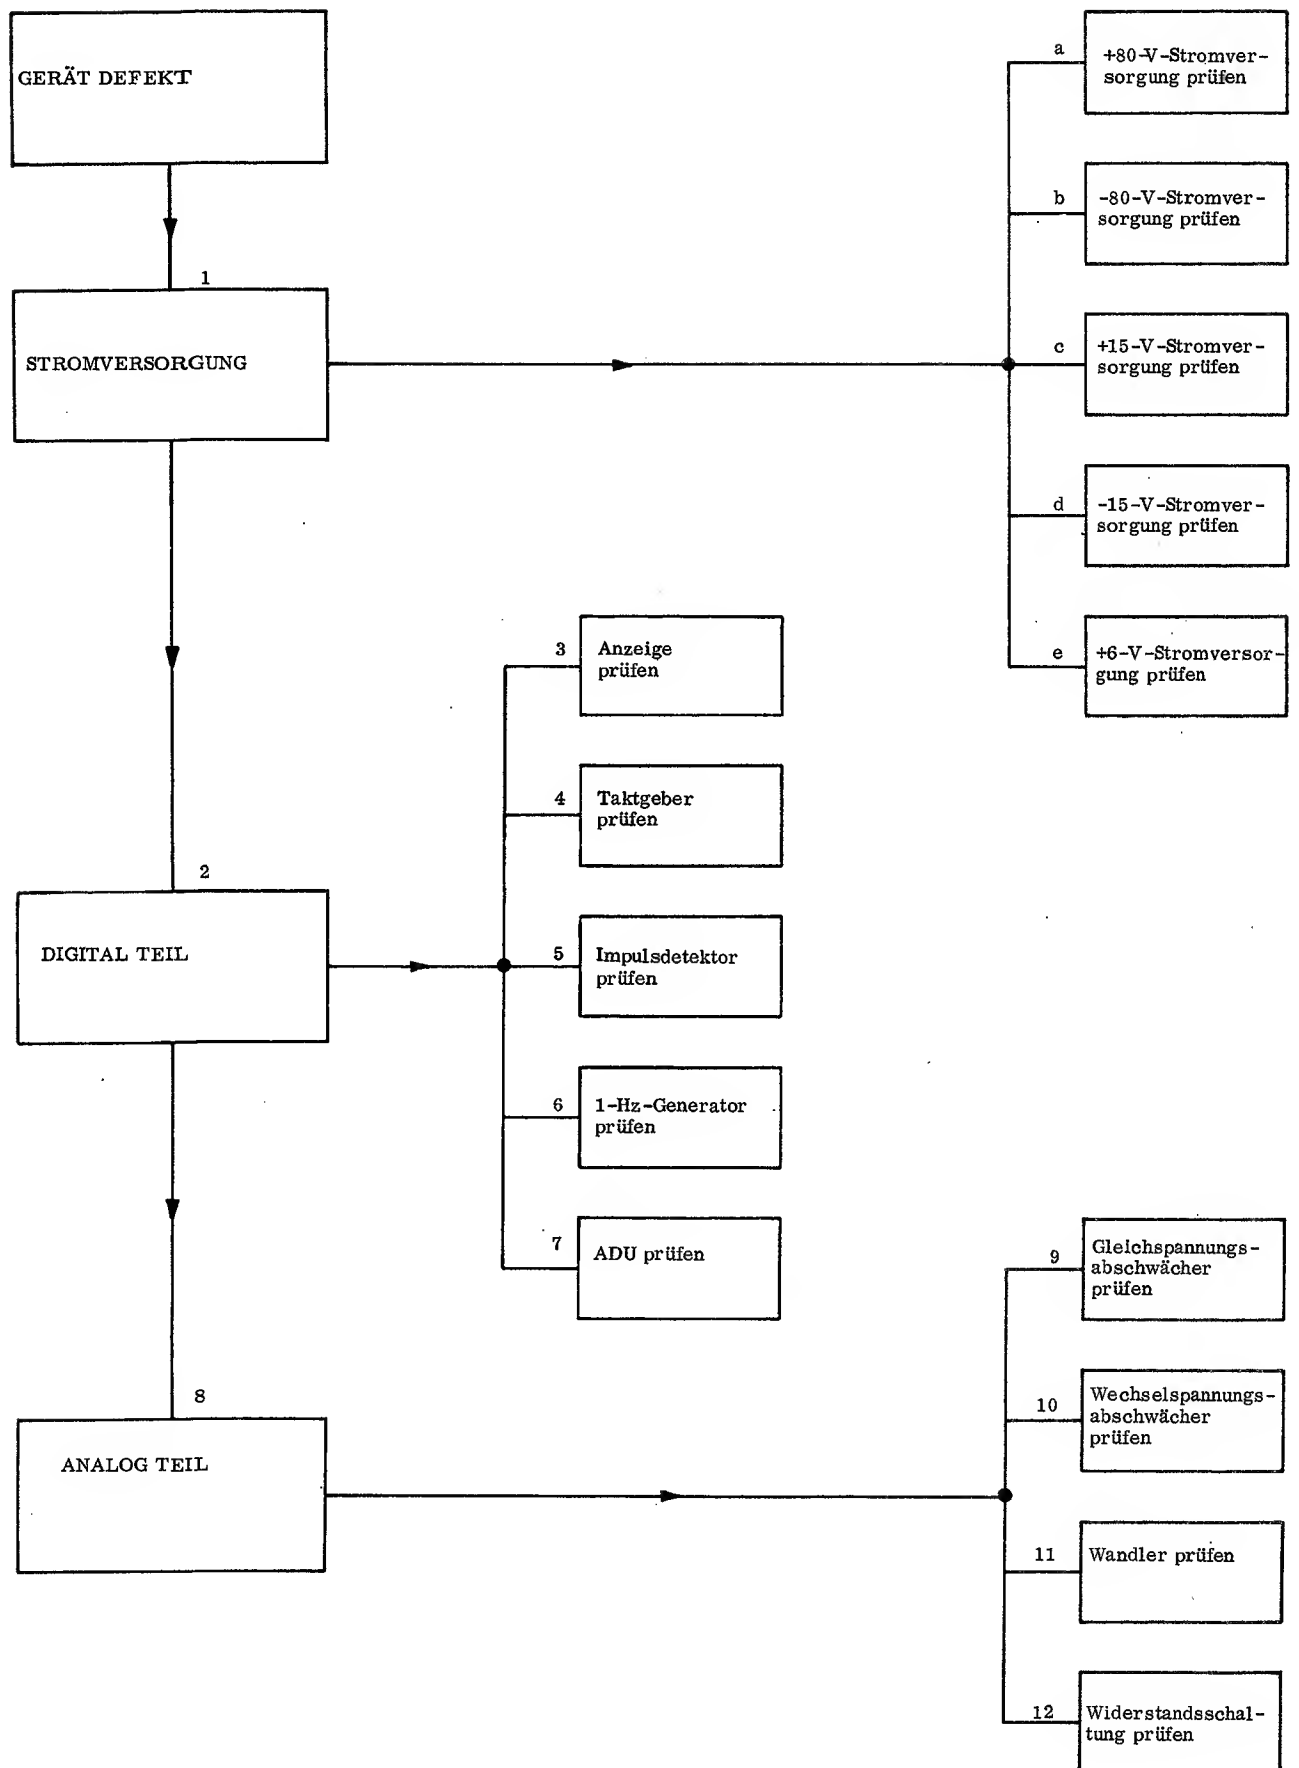 GERÄT DEFEKT
1
STROMVERSORGUNG
a
+80-V-Stromver-
sorgung prüfen
b
-80-V-Stromver-
sorgung prüfen
c
+15-V-Stromver-
sorgung prüfen
d
-15-V-Stromver-
sorgung prüfen
e
+6-V-Stromversor-
gung prüfen
2
DIGITAL TEIL
3
Anzeige
prüfen
4
Taktgeber
prüfen
5
Impulsdetektor
prüfen
6
1-Hz-Generator
prüfen
7
ADU prüfen
8
ANALOG TEIL
9
Gleichspannungs-
abschwächer
prüfen
10
Wechselspannungs-
abschwächer
prüfen
11
Wandler prüfen
12
Widerstandsschal-
tung prüfen